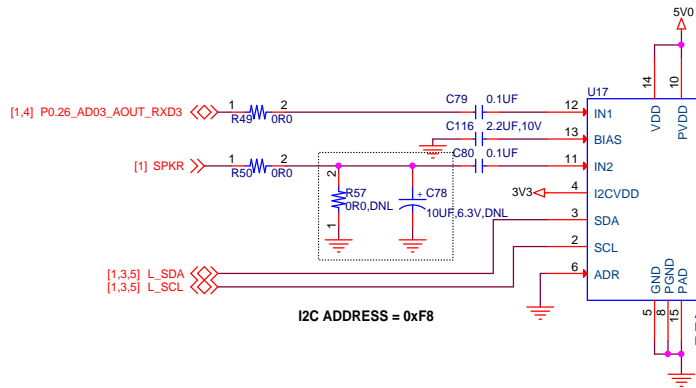 5V0
14
10
U17
VDD
PVDD
[1,4] P0.26_AD03_AOUT_RXD3
1
2
R49
0R0
C79
0.1UF
12
IN1
C116
2.2UF,10V
13
BIAS
[1] SPKR
1
2
R50
0R0
C80
0.1UF
11
IN2
2
R57
0R0,DNL
1
+
C78
10UF,6.3V,DNL
3V3
4
I2CVDD
3
SDA
2
SCL
[1,3,5] L_SDA
[1,3,5] L_SCL
6
ADR
GND
PGND
PAD
5
8
15
I2C ADDRESS = 0xF8